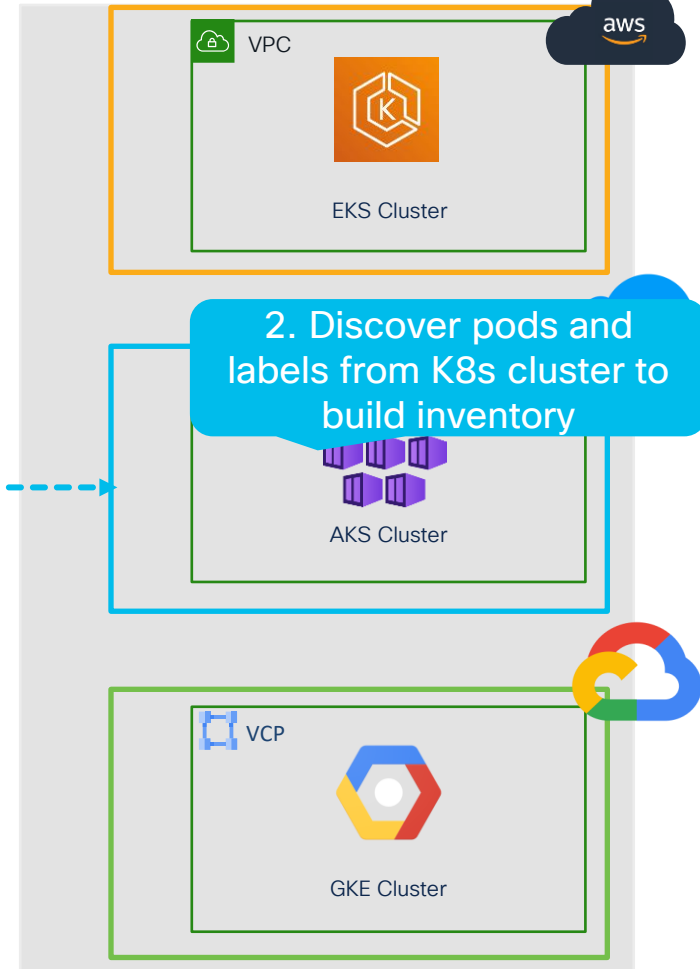 aws
VPC
K
EKS Cluster
2. Discover pods and
labels from K8s cluster to
build inventory
AKS Cluster
VCP
GKE Cluster